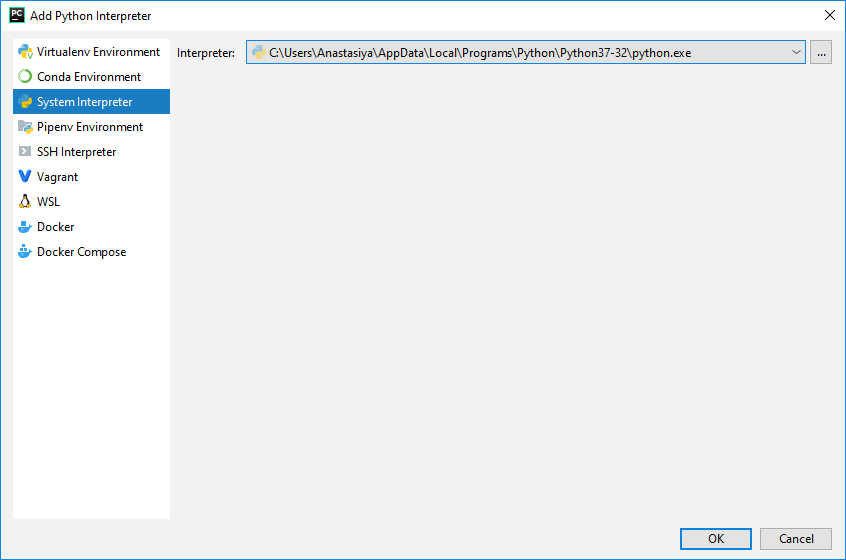 PC Add Python Interpreter
Virtualenv Environment
Interpreter: C:\Users\Anastasiya\AppData\Local\Programs\Python\Python37-32\python.exe ...
Conda Environment
System Interpreter
Pipenv Environment
SSH Interpreter
Vagrant
WSL
Docker
Docker Compose
OK Cancel